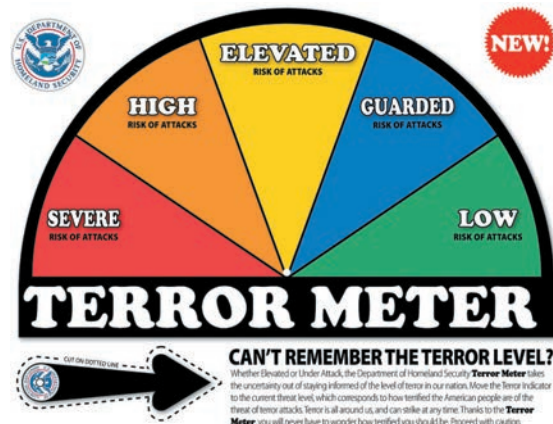 U.S. DEPARTMENT OF HOMELAND SECURITY
NEW!
ELEVATED
RISK OF ATTACKS
HIGH
RISK OF ATTACKS
GUARDED
RISK OF ATTACKS
SEVERE
RISK OF ATTACKS
LOW
RISK OF ATTACKS
TERROR METER
CUT ON DOTTED LINE
CAN'T REMEMBER THE TERROR LEVEL?
Whether Elevated or Under Attack, the Department of Homeland Security Terror Meter takes
the uncertainty out of staying informed of the level of terror in our nation. Move the Terror Indicator
to the current threat level, which corresponds to how terrified the American people are of the
threat of terror attacks. Terror is all around us, and can strike at any time. Thanks to the Terror
Meter, you will never have to wonder how terrified you should be. Proceed with caution.